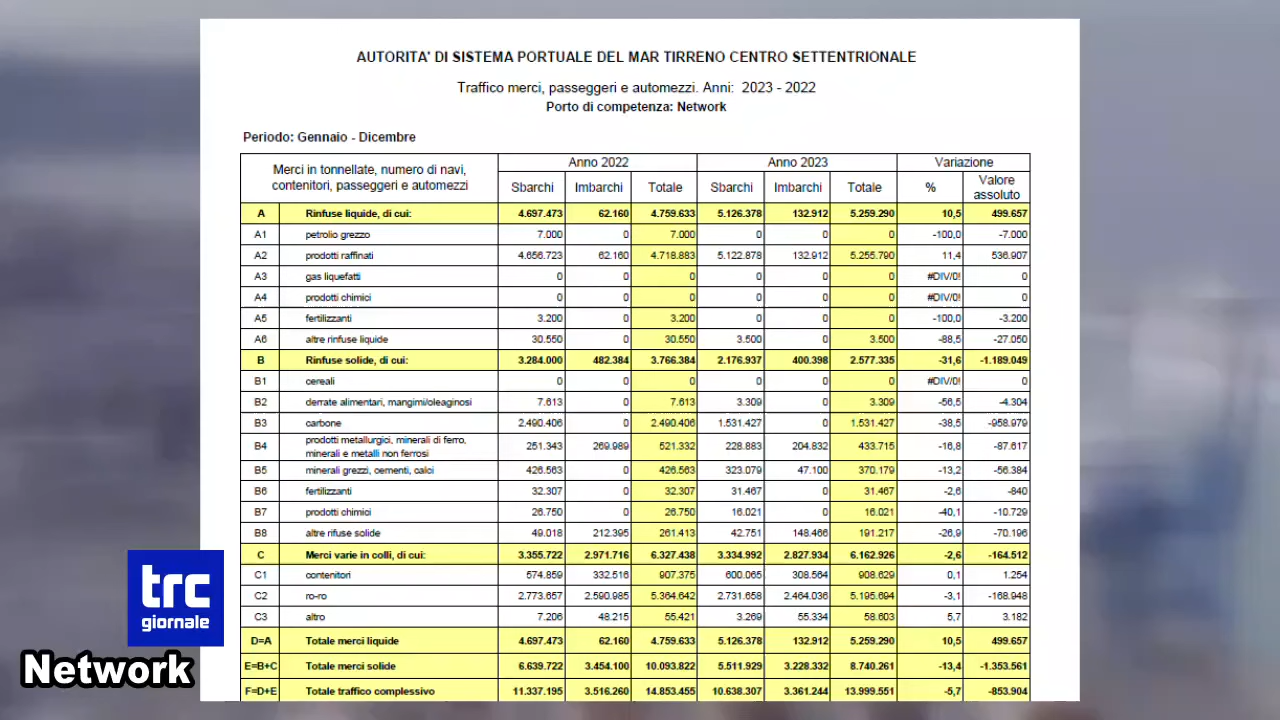 AUTORITA' DI SISTEMA PORTUALE DEL MAR TIRRENO CENTRO SETTENTRIONALE
Traffico merci, passeggeri e automezzi. Anni: 2023 - 2022
Porto di competenza: Network
Periodo: Gennaio - Dicembre
Merci in tonnellate, numero di navi, contenitori, passeggeri e automezzi Anno 2022 Anno 2023 Variazione
Sbarchi Imbarchi Totale Sbarchi Imbarchi Totale % Valore assoluto
A Rinfuse liquide, di cui: 4.697.473 62.160 4.759.633 5.126.378 132.912 5.259.290 10,5 499.657
A1 petrolio grezzo 7.000 0 7.000 0 0 0 -100,0 -7.000
A2 prodotti raffinati 4.656.723 62.160 4.718.883 5.122.878 132.912 5.255.790 11,4 536.907
A3 gas liquefatti 0 0 0 0 0 0 #DIV/0! 0
A4 prodotti chimici 0 0 0 0 0 0 #DIV/0! 0
A5 fertilizzanti 3.200 0 3.200 0 0 0 -100,0 -3.200
A6 altre rinfuse liquide 30.550 0 30.550 3.500 0 3.500 -88,5 -27.050
B Rinfuse solide, di cui: 3.284.000 482.384 3.766.384 2.176.937 400.398 2.577.335 -31,6 -1.189.049
B1 cereali 0 0 0 0 0 0 #DIV/0! 0
B2 derrate alimentari, mangimi/oleaginosi 7.613 0 7.613 3.309 0 3.309 -56,5 -4.304
B3 carbone 2.490.406 0 2.490.406 1.531.427 0 1.531.427 -38,5 -958.979
B4 prodotti metallurgici, minerali di ferro, minerali e metalli non ferrosi 251.343 269.989 521.332 228.883 204.832 433.715 -16,8 -87.617
B5 minerali grezzi, cementi, calci 426.563 0 426.563 323.079 47.100 370.179 -13,2 -56.384
B6 fertilizzanti 32.307 0 32.307 31.467 0 31.467 -2,6 -840
B7 prodotti chimici 26.750 0 26.750 16.021 0 16.021 -40,1 -10.729
B8 altre rifuse solide 49.018 212.395 261.413 42.751 148.466 191.217 -26,9 -70.196
C Merci varie in colli, di cui: 3.355.722 2.971.716 6.327.438 3.334.992 2.827.934 6.162.926 -2,6 -164.512
C1 contenitori 574.859 332.516 907.375 600.065 308.564 908.629 0,1 1.254
C2 ro-ro 2.773.657 2.590.985 5.364.642 2.731.658 2.464.036 5.195.694 -3,1 -168.948
C3 altro 7.206 48.215 55.421 3.269 55.334 58.603 5,7 3.182
D=A Totale merci liquide 4.697.473 62.160 4.759.633 5.126.378 132.912 5.259.290 10,5 499.657
E=B+C Totale merci solide 6.639.722 3.454.100 10.093.822 5.511.929 3.228.332 8.740.261 -13,4 -1.353.561
F=D+E Totale traffico complessivo 11.337.195 3.516.260 14.853.455 10.638.307 3.361.244 13.999.551 -5,7 -853.904
trc
giornale
Network